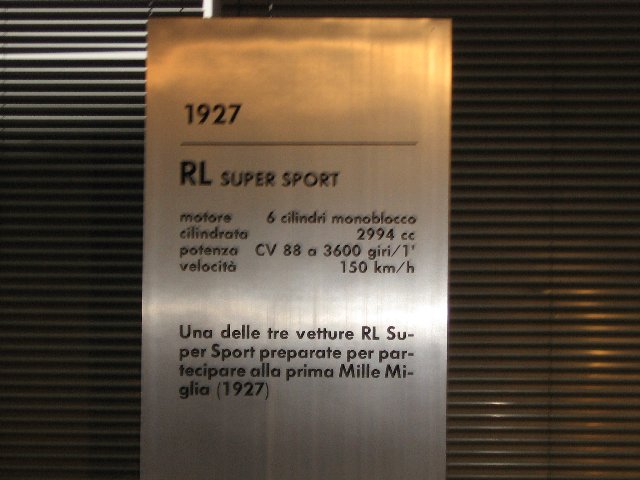 1927
RL SUPER SPORT
motore 6 cilindri monoblocco
cilindrata 2994 cc
potenza CV 88 a 3600 giri/1'
velocità 150 km/h
Una delle tre vetture RL Su-
per Sport preparate per par-
tecipare alla prima Mille Mi-
glia (1927)